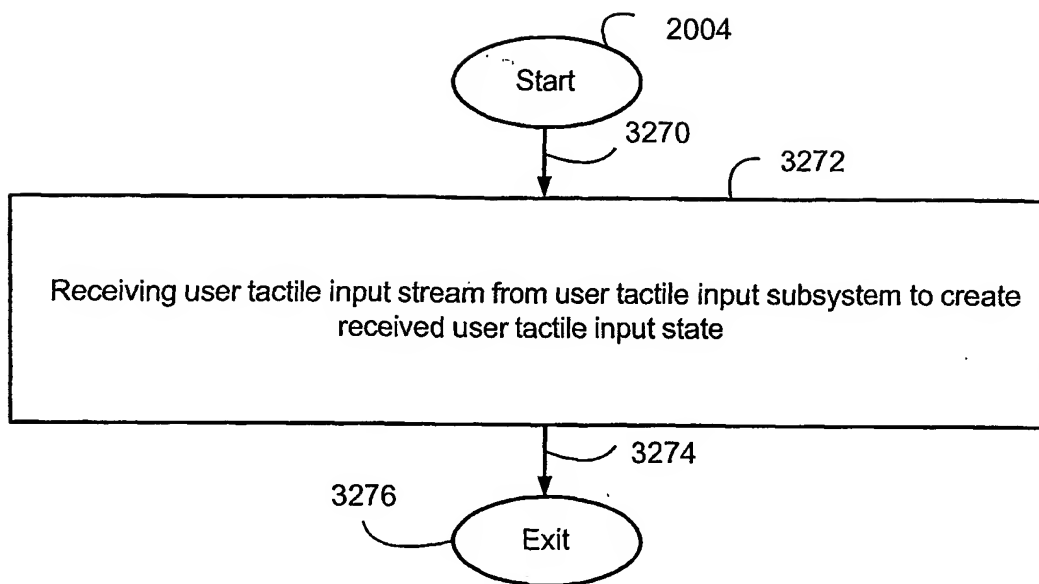 2004
Start
3270
3272
Receiving user tactile input stream from user tactile input subsystem to create
received user tactile input state
3274
3276
Exit